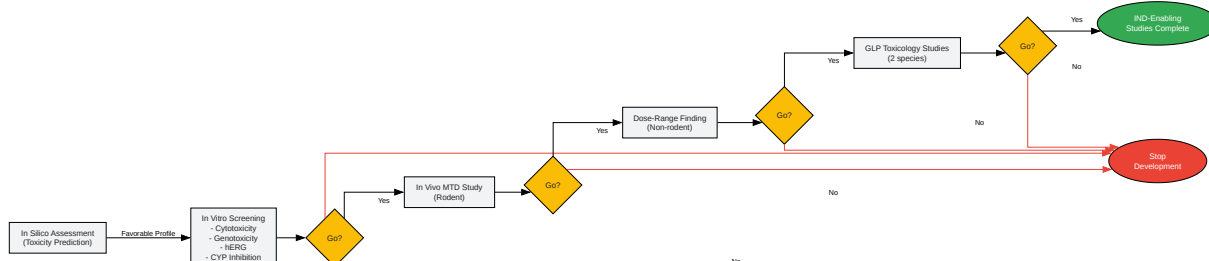 Yes
IND-Enabling
Studies Complete
Go?
GLP Toxicology Studies
(2 species)
Yes
No
Go?
Dose-Range Finding
(Non-rodent)
Yes
No
Stop
Development
Go?
In Vivo MTD Study
(Rodent)
Yes
No
In Vitro Screening
- Cytotoxicity
- Genotoxicity
- hERG
- CYP Inhibition
In Silico Assessment
(Toxicity Prediction)
Favorable Profile
Go?